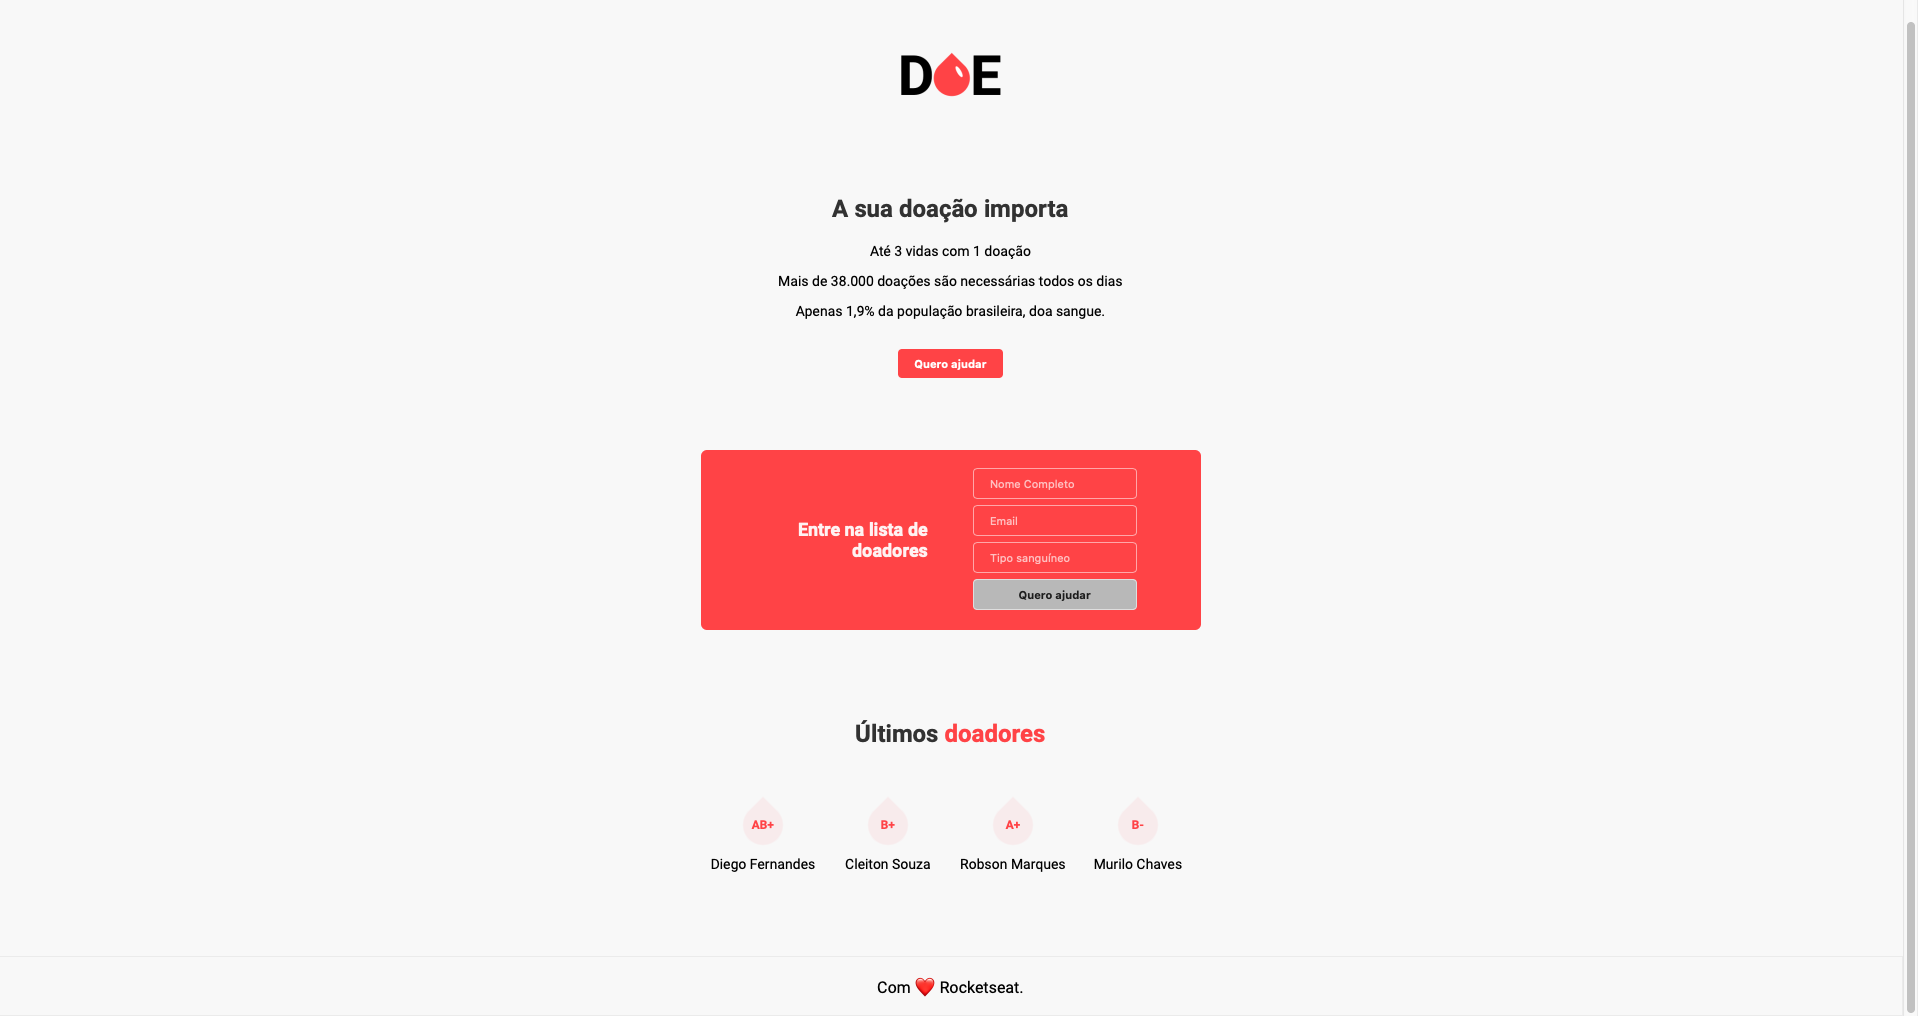 DOE
A sua doação importa
Até 3 vidas com 1 doação
Mais de 38.000 doações são necessárias todos os dias
Apenas 1,9% da população brasileira, doa sangue.
Quero ajudar
Entre na lista de
doadores
Nome Completo
Email
Tipo sanguíneo
Quero ajudar
Últimos doadores
AB+
Diego Fernandes
B+
Cleiton Souza
A+
Robson Marques
B-
Murilo Chaves
Com ❤️ Rocketseat.